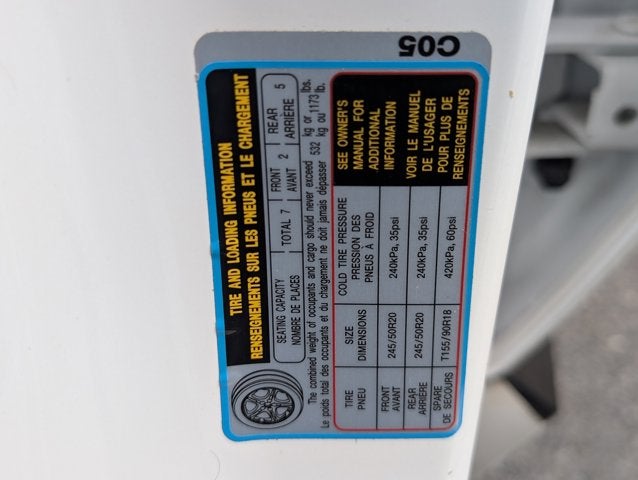 C05
TIRE AND LOADING INFORMATION
RENSEIGNEMENTS SUR LES PNEUS ET LE CHARGEMENT
SEATING CAPACITY
NOMBRE DE PLACES
TOTAL 7
FRONT
AVANT
2
REAR
ARRIÈRE
5
The combined weight of occupants and cargo should never exceed 532 kg or 1173 lbs.
Le poids total des occupants et du chargement ne doit jamais dépasser 532 kg ou 1173 lb.
TIRE
PNEU
SIZE
DIMENSIONS
COLD TIRE PRESSURE
PRESSION DES
PNEUS À FROID
FRONT
AVANT
245/50R20
240kPa, 35psi
REAR
ARRIÈRE
245/50R20
240kPa, 35psi
SPARE
DE SECOURS
T155/90R18
420kPa, 60psi
SEE OWNER'S
MANUAL FOR
ADDITIONAL
INFORMATION
VOIR LE MANUEL
DE L'USAGER
POUR PLUS DE
RENSEIGNEMENTS